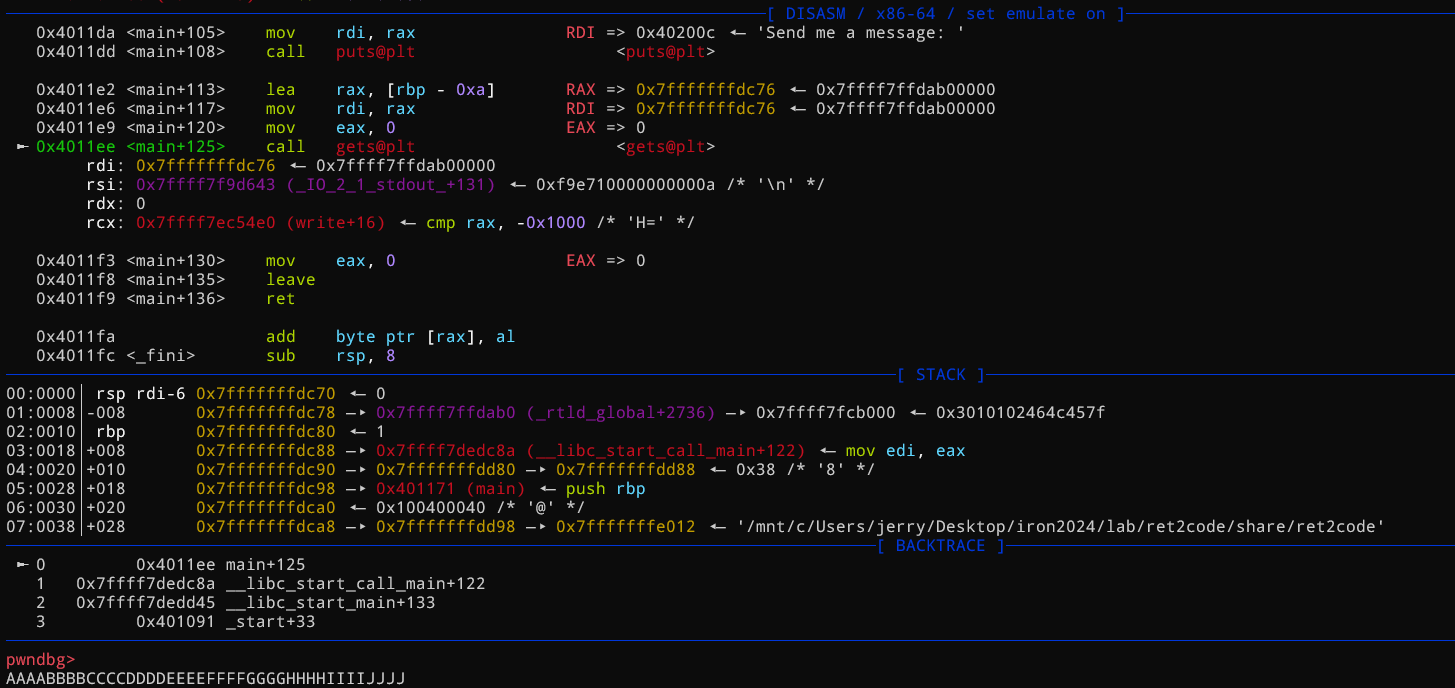 [ DISASM / x86-64 / set emulate on ]
0x4011da <main+105> mov rdi, rax RDI => 0x40200c ◂— 'Send me a message: '
0x4011dd <main+108> call puts@plt <puts@plt>
0x4011e2 <main+113> lea rax, [rbp - 0xa] RAX => 0x7fffffffdc76 ◂— 0x7ffff7ffdab00000
0x4011e6 <main+117> mov rdi, rax RDI => 0x7fffffffdc76 ◂— 0x7ffff7ffdab00000
0x4011e9 <main+120> mov eax, 0 EAX => 0
► 0x4011ee <main+125> call gets@plt <gets@plt>
rdi: 0x7fffffffdc76 ◂— 0x7ffff7ffdab00000
rsi: 0x7ffff7f9d643 (_IO_2_1_stdout_+131) ◂— 0xf9e710000000000a /* '\n' */
rdx: 0
rcx: 0x7ffff7ec54e0 (write+16) ◂— cmp rax, -0x1000 /* 'H=' */
0x4011f3 <main+130> mov eax, 0 EAX => 0
0x4011f8 <main+135> leave
0x4011f9 <main+136> ret
0x4011fa add byte ptr [rax], al
0x4011fc <_fini> sub rsp, 8
[ STACK ]
00:0000│ rsp rdi-6 0x7fffffffdc70 ◂— 0
01:0008│-008 0x7fffffffdc78 —▸ 0x7ffff7ffdab0 (_rtld_global+2736) —▸ 0x7ffff7fcb000 ◂— 0x3010102464c457f
02:0010│ rbp 0x7fffffffdc80 ◂— 1
03:0018│+008 0x7fffffffdc88 —▸ 0x7ffff7dedc8a (__libc_start_call_main+122) ◂— mov edi, eax
04:0020│+010 0x7fffffffdc90 —▸ 0x7fffffffdd80 —▸ 0x7fffffffdd88 ◂— 0x38 /* '8' */
05:0028│+018 0x7fffffffdc98 —▸ 0x401171 (main) ◂— push rbp
06:0030│+020 0x7fffffffdca0 ◂— 0x100400040 /* '@' */
07:0038│+028 0x7fffffffdca8 —▸ 0x7fffffffdd98 —▸ 0x7fffffffe012 ◂— '/mnt/c/Users/jerry/Desktop/iron2024/lab/ret2code/share/ret2code'
[ BACKTRACE ]
► 0 0x4011ee main+125
1 0x7ffff7dedc8a __libc_start_call_main+122
2 0x7ffff7dedd45 __libc_start_main+133
3 0x401091 _start+33
pwndbg>
AAAABBBBCCCCDDDDEEEEFFFFGGGGHHHHIIIIJJJJ